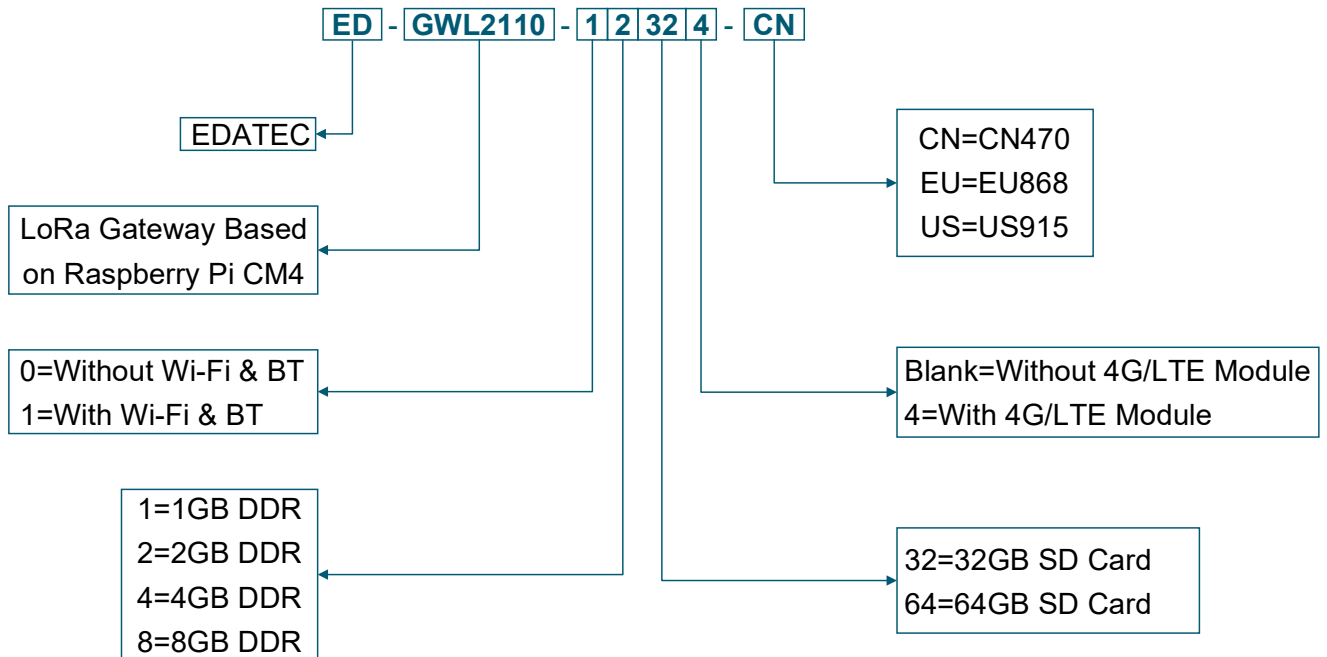 ED - GWL2110 - 1 2 32 4 - CN
EDATEC
LoRa Gateway Based
on Raspberry Pi CM4
0=Without Wi-Fi & BT
1=With Wi-Fi & BT
1=1GB DDR
2=2GB DDR
4=4GB DDR
8=8GB DDR
CN=CN470
EU=EU868
US=US915
Blank=Without 4G/LTE Module
4=With 4G/LTE Module
32=32GB SD Card
64=64GB SD Card